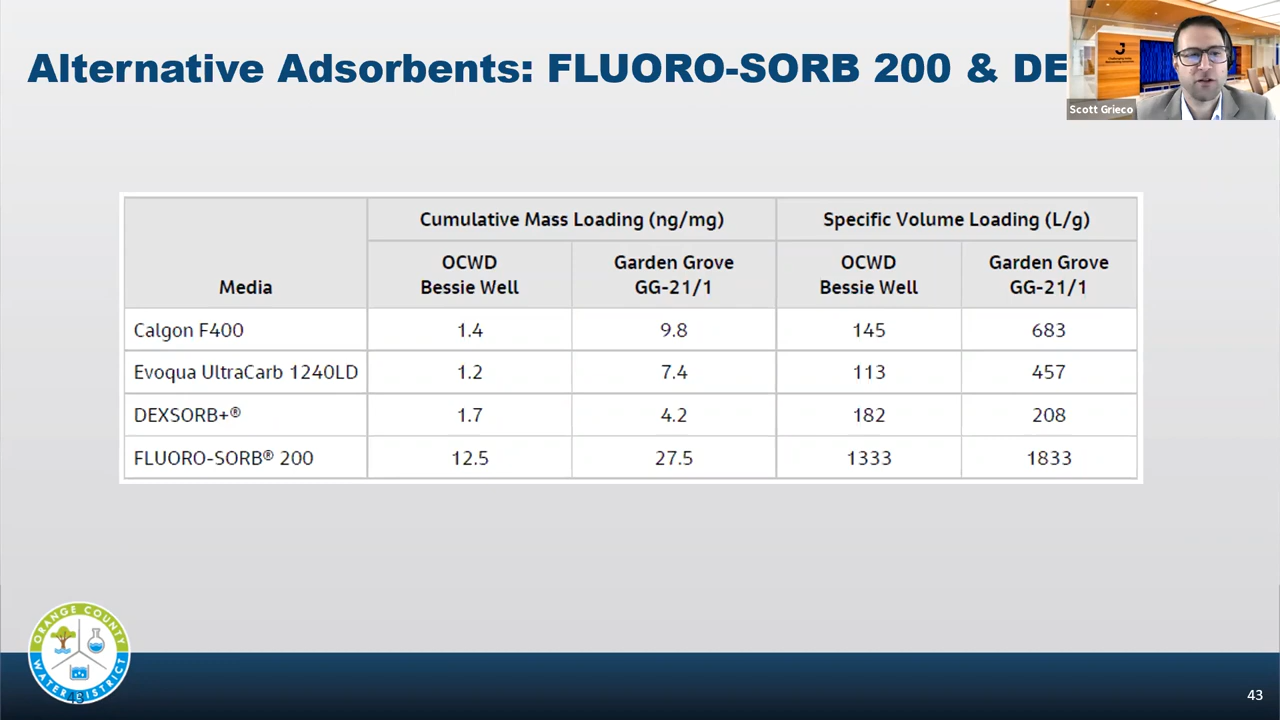 Alternative Adsorbents: FLUORO-SORB 200 & DE
Scott Grieco
Cumulative Mass Loading (ng/mg) Specific Volume Loading (L/g)
Media OCWD Bessie Well Garden Grove GG-21/1 OCWD Bessie Well Garden Grove GG-21/1
Calgon F400 1.4 9.8 145 683
Evoqua UltraCarb 1240LD 1.2 7.4 113 457
DEXSORB+® 1.7 4.2 182 208
FLUORO-SORB® 200 12.5 27.5 1333 1833
ORANGE COUNTY
WATER DISTRICT
43
43